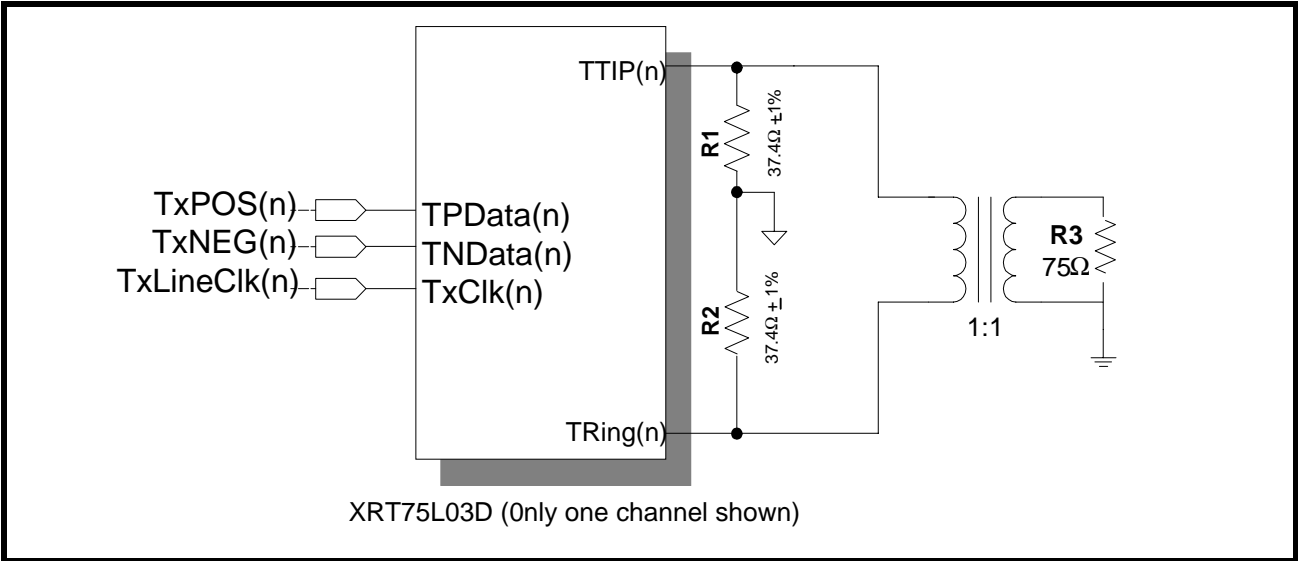 TTIP(n)
R1
37.4Ω ±1%
TxPOS(n)
TPData(n)
TxNEG(n)
TNData(n)
TxLineClk(n)
TxClk(n)
R3
75Ω
R2
37.4Ω ± 1%
1:1
TRing(n)
XRT75L03D (0nly one channel shown)